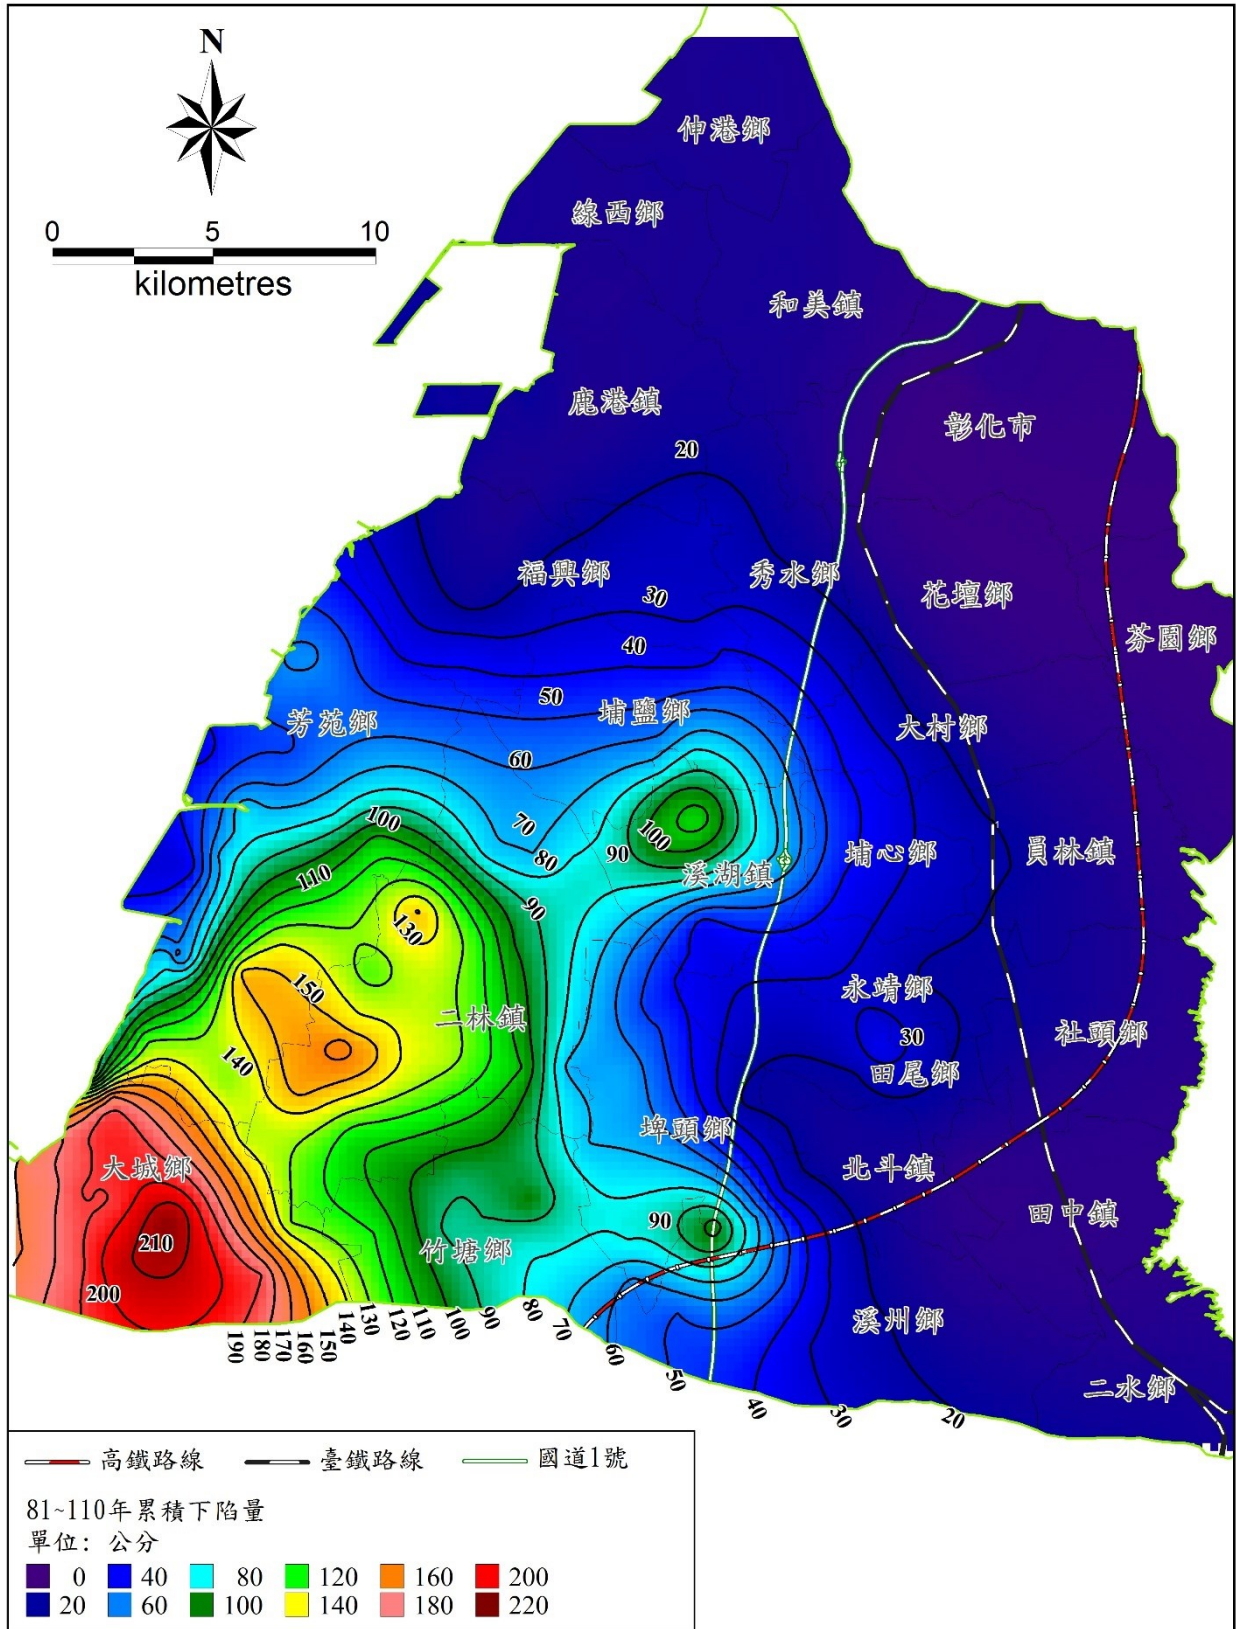 N
0 5 10
kilometres
伸港鄉
線西鄉
和美鎮
鹿港鎮
彰化市
20
福興鄉
秀水鄉
花壇鄉
30
芬園鄉
40
50
埔鹽鄉
芳苑鄉
大村鄉
60
100
70
100
80
90
溪湖鎮
埔心鄉
員林鎮
110
90
130
150
二林鎮
永靖鄉
30
社頭鄉
140
田尾鄉
埤頭鄉
大城鄉
北斗鎮
90
田中鎮
210
竹塘鄉
200
溪州鄉
190 180 170 160 150 140 130 120 110 100 90 80 70 60 50 40 30 20
二水鄉
高鐵路線 臺鐵路線 國道1號
81~110年累積下陷量
單位: 公分
0 40 80 120 160 200
20 60 100 140 180 220